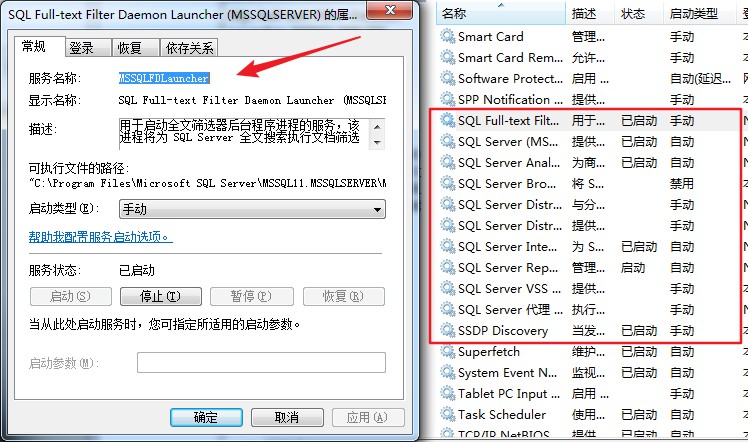 SQL Full-text Filter Daemon Launcher (MSSQLSERVER) 的属...
常规 登录 恢复 依存关系
服务名称: MSSQLFDLauncher
显示名称: SQL Full-text Filter Daemon Launcher (MSSQLSE
描述: 用于启动全文筛选器后台程序进程的服务，该
进程将为 SQL Server 全文搜索执行文档筛选
可执行文件的路径:
"C:\Program Files\Microsoft SQL Server\MSSQL11.MSSQLSERVER\M
启动类型(E): 手动
帮助我配置服务启动选项。
服务状态: 已启动
启动(S) 停止(T) 暂停(P) 恢复(R)
当从此处启动服务时，您可指定所适用的启动参数。
启动参数(M):
确定 取消 应用(A)
名称 描述 状态 启动类型
Smart Card 管理... 手动
Smart Card Rem... 允许... 手动
Software Protect... 启用 ... 自动(延迟...
SPP Notification ... 提供... 手动
SQL Full-text Filt... 用于... 已启动 手动
SQL Server (MS... 提供... 已启动 自动
SQL Server Anal... 为商... 已启动 自动
SQL Server Bro... 将 S... 禁用
SQL Server Distr... 与分... 手动
SQL Server Distr... 提供... 手动
SQL Server Inte... 为 S... 已启动 自动
SQL Server Rep... 管理... 启动 自动
SQL Server VSS ... 提供... 手动
SQL Server 代理 ... 执行... 手动
SSDP Discovery 当发... 已启动 手动
Superfetch 维护... 已启动 自动
System Event N... 监视... 已启动 自动
Tablet PC Input ... 启用 ... 手动
Task Scheduler 使用... 已启动 自动
TCP/IP NetBIOS ... 提供... 已启动 自动